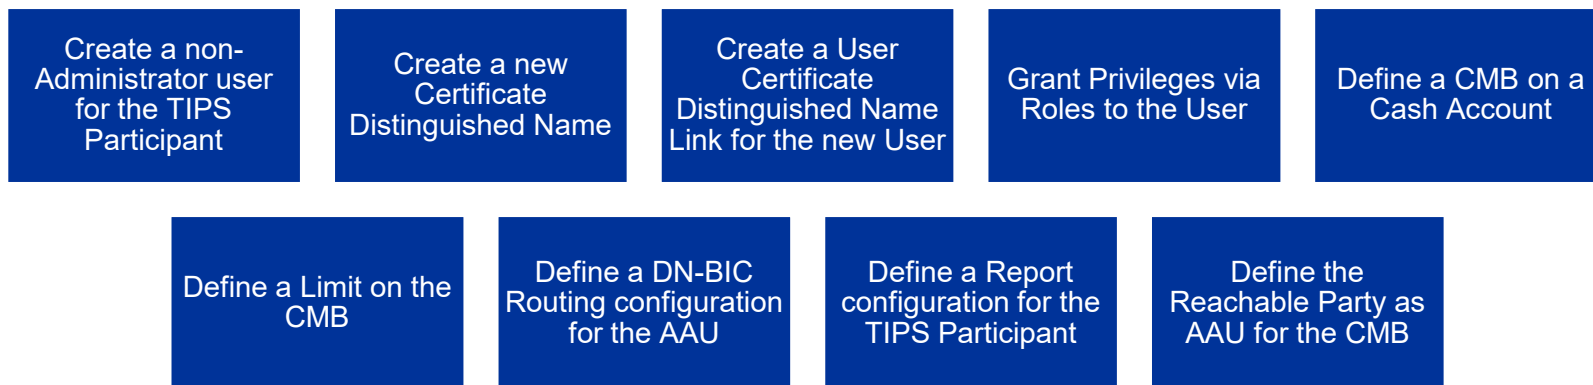 Create a non-
Administrator user
for the TIPS
Participant
Create a new
Certificate
Distinguished Name
Create a User
Certificate
Distinguished Name
Link for the new User
Grant Privileges via
Roles to the User
Define a CMB on a
Cash Account
Define a Limit on the
CMB
Define a DN-BIC
Routing configuration
for the AAU
Define a Report
configuration for the
TIPS Participant
Define the
Reachable Party as
AAU for the CMB